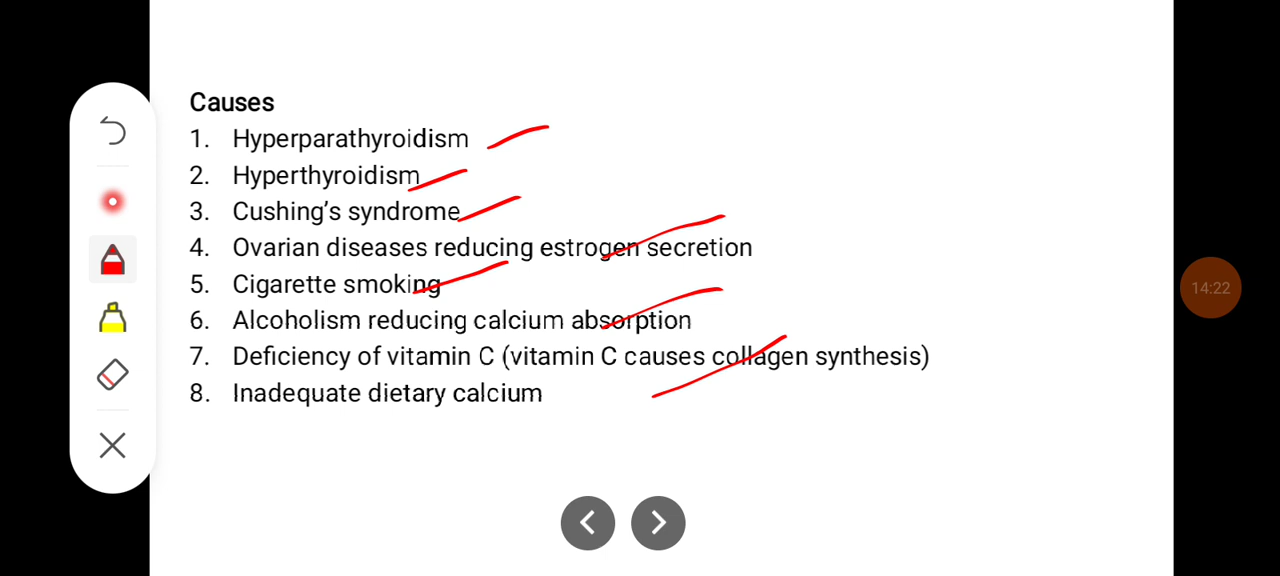 Causes
1. Hyperparathyroidism
2. Hyperthyroidism
3. Cushing’s syndrome
4. Ovarian diseases reducing estrogen secretion
5. Cigarette smoking
6. Alcoholism reducing calcium absorption
7. Deficiency of vitamin C (vitamin C causes collagen synthesis)
8. Inadequate dietary calcium
14:22